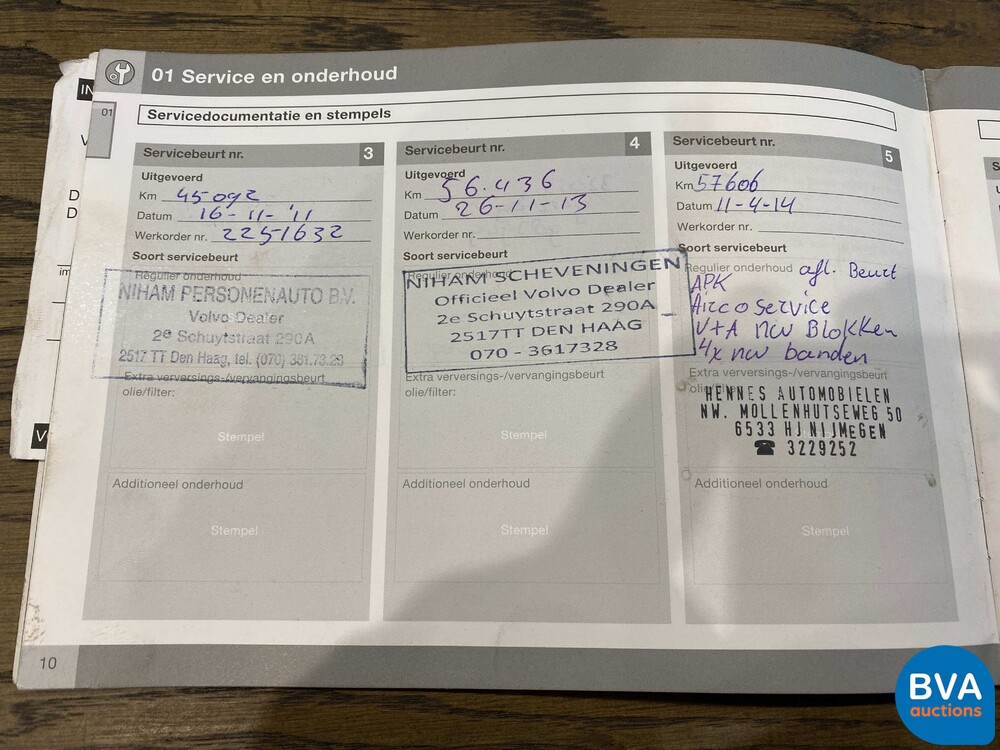 01 Service en onderhoud
01
Servicedocumentatie en stempels
Servicebeurt nr. 3
Uitgevoerd
Km 45092
Datum 16-11-'11
Werkorder nr. 2251632
Soort servicebeurt
Regulier onderhoud
NIHAM PERSONENAUTO B.V.
Volvo Dealer
2e Schuytstraat 290A
2517 TT Den Haag, tel. (070) 361.73.28
Extra verversings-/vervangingsbeurt
olie/filter:
Stempel
Additioneel onderhoud
Stempel
Servicebeurt nr. 4
Uitgevoerd
Km 56.436
Datum 26-11-13
Werkorder nr.
Soort servicebeurt
Regulier onderhoud
NIHAM SCHEVENINGEN
Officieel Volvo Dealer
2e Schuytstraat 290A
2517TT DEN HAAG
070 - 3617328
Extra verversings-/vervangingsbeurt
olie/filter:
Stempel
Additioneel onderhoud
Stempel
Servicebeurt nr. 5
Uitgevoerd
Km 57606
Datum 11-4-14
Werkorder nr.
Soort servicebeurt
Regulier onderhoud afl. Beurt
APK
Airco Service
V+A nw Blokken
4x nw banden
Extra verversings-/vervangingsbeurt
olie/filter:
HENNES AUTOMOBIELEN
NW. MOLLENHUTSEWEG 50
6533 HJ NIJMEGEN
☎ 3229252
Additioneel onderhoud
Stempel
10
BVA
auctions